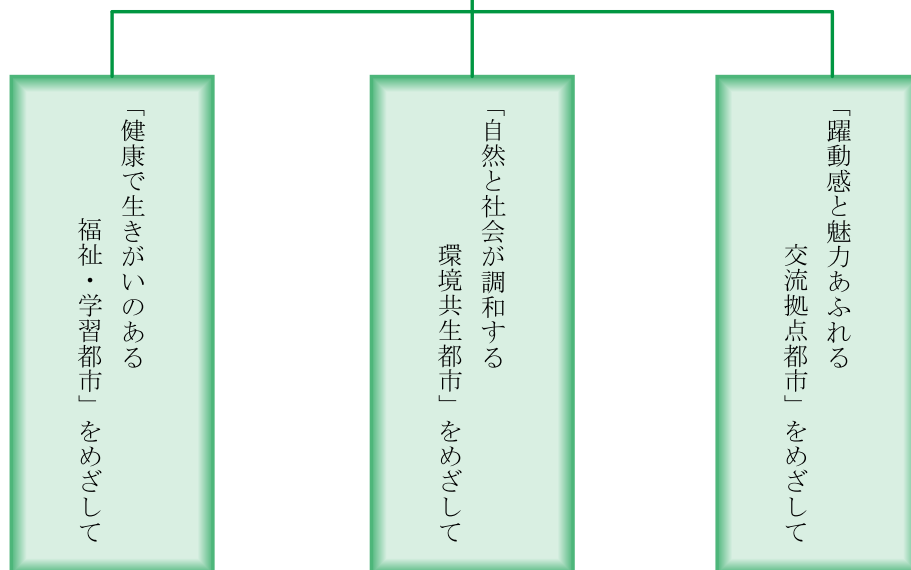 「躍動感と魅力あふれる
交流拠点都市」をめざして
「自然と社会が調和する
環境共生都市」をめざして
「健康で生きがいのある
福祉・学習都市」をめざして